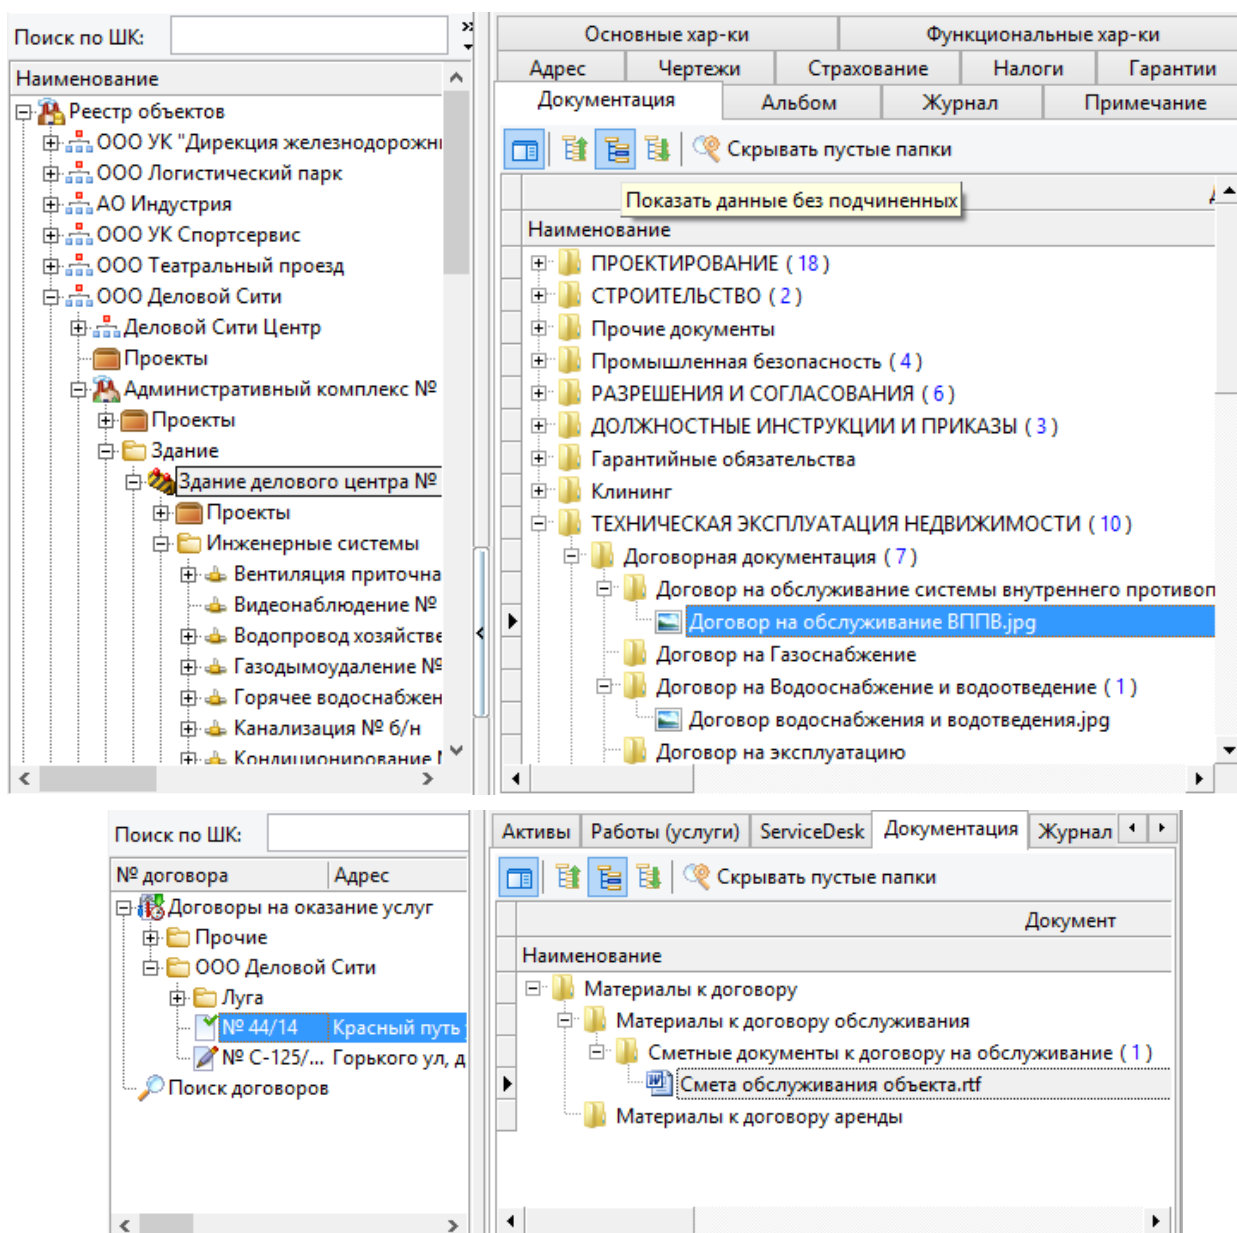 Поиск по ШК:
Наименование
Реестр объектов
ООО УК "Дирекция железнодорожн
ООО Логистический парк
АО Индустрия
ООО УК Спортсервис
ООО Театральный проезд
ООО Деловой Сити
Деловой Сити Центр
Проекты
Административный комплекс №
Проекты
Здание
Здание делового центра №
Проекты
Инженерные системы
Вентиляция приточна
Видеонаблюдение №
Водопровод хозяйстве
Газодымоудаление №
Горячее водоснабжен
Канализация № б/н
Кондиционирование
Основные хар-ки
Функциональные хар-ки
Адрес
Чертежи
Страхование
Налоги
Гарантии
Документация
Альбом
Журнал
Примечание
Скрывать пустые папки
Показать данные без подчиненных
Наименование
ПРОЕКТИРОВАНИЕ ( 18 )
СТРОИТЕЛЬСТВО ( 2 )
Прочие документы
Промышленная безопасность ( 4 )
РАЗРЕШЕНИЯ И СОГЛАСОВАНИЯ ( 6 )
ДОЛЖНОСТНЫЕ ИНСТРУКЦИИ И ПРИКАЗЫ ( 3 )
Гарантийные обязательства
Клининг
ТЕХНИЧЕСКАЯ ЭКСПЛУАТАЦИЯ НЕДВИЖИМОСТИ ( 10 )
Договорная документация ( 7 )
Договор на обслуживание системы внутреннего противоп
Договор на обслуживание ВППВ.jpg
Договор на Газоснабжение
Договор на Водооснабжение и водоотведение ( 1 )
Договор водоснабжения и водотведения.jpg
Договор на эксплуатацию
Поиск по ШК:
№ договора
Адрес
Договоры на оказание услуг
Прочие
ООО Деловой Сити
Луга
№ 44/14 Красный путь
№ С-125/... Горького ул, д
Поиск договоров
Активы
Работы (услуги)
ServiceDesk
Документация
Журнал
Скрывать пустые папки
Документ
Наименование
Материалы к договору
Материалы к договору обслуживания
Сметные документы к договору на обслуживание ( 1 )
Смета обслуживания объекта.rtf
Материалы к договору аренды